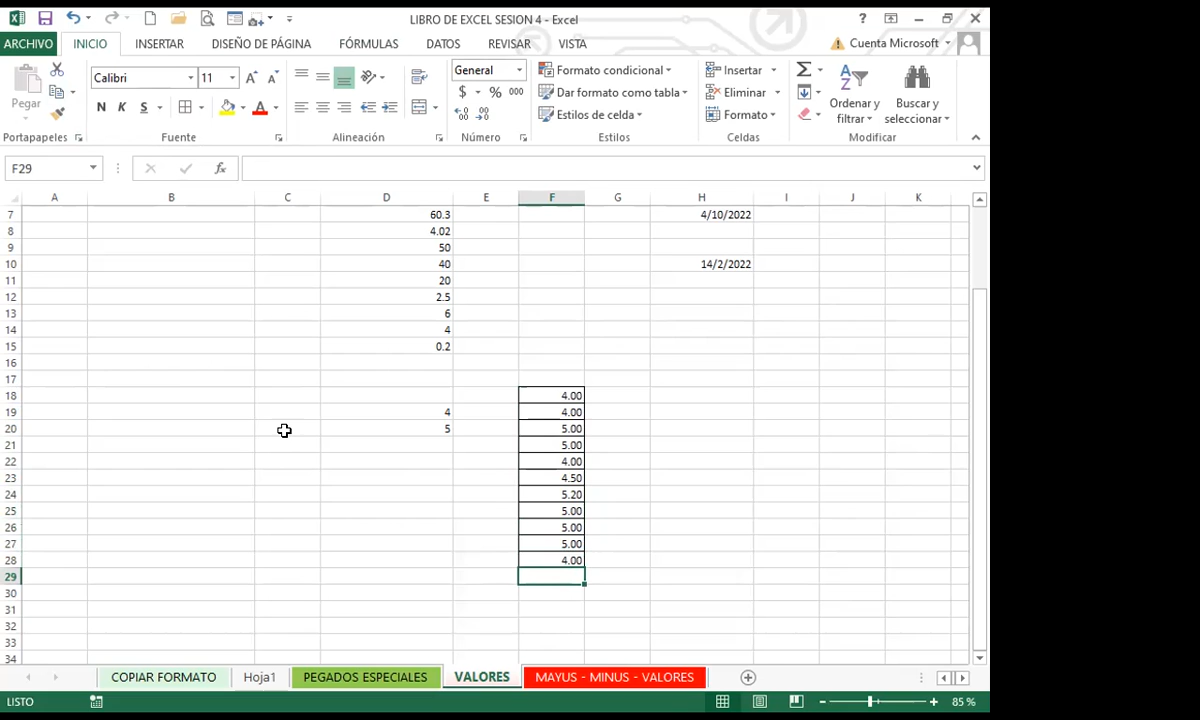 LIBRO DE EXCEL SESION 4 - Excel
ARCHIVO INICIO INSERTAR DISEÑO DE PÁGINA FÓRMULAS DATOS REVISAR VISTA Cuenta Microsoft
Pegar
Calibri 11
N K S
General
$ % 000
Formato condicional
Dar formato como tabla
Estilos de celda
Insertar
Eliminar
Formato
Ordenar y filtrar
Buscar y seleccionar
Portapapeles Fuente Alineación Número Estilos Celdas Modificar
F29 fx
A B C D E F G H I J K
7 60.3 4/10/2022
8 4.02
9 50
10 40 14/2/2022
11 20
12 2.5
13 6
14 4
15 0.2
16
17
18 4.00
19 4 4.00
20 5 5.00
21 5.00
22 4.00
23 4.50
24 5.20
25 5.00
26 5.00
27 5.00
28 4.00
29
30
31
32
33
34
COPIAR FORMATO Hoja1 PEGADOS ESPECIALES VALORES MAYUS - MINUS - VALORES
LISTO 85 %